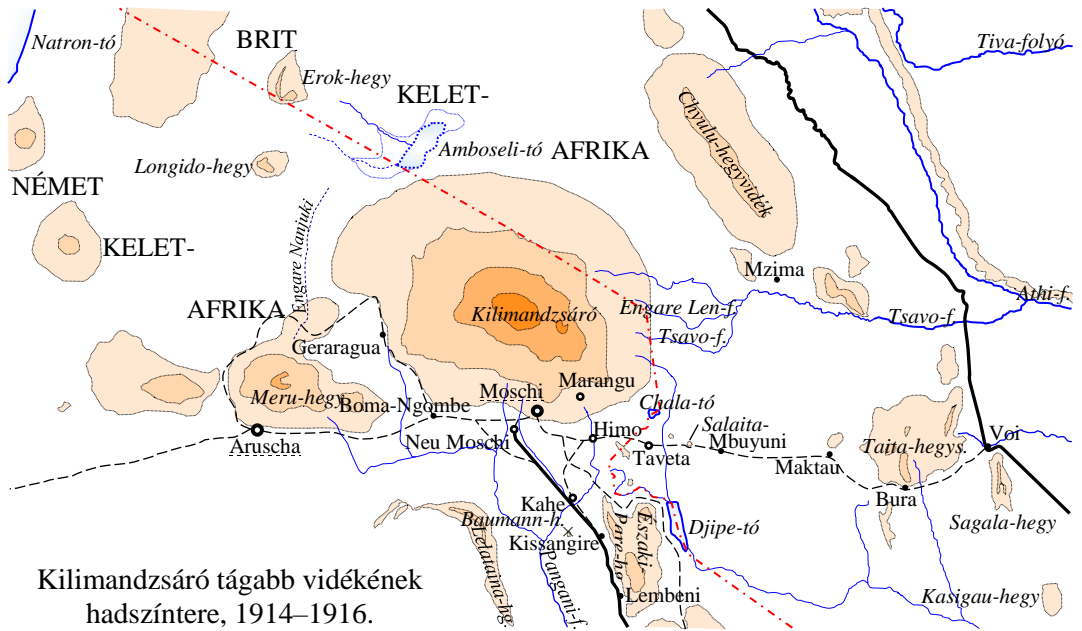 Natron-tó
BRIT
Erok-hegy
KELET-
AFRIKA
Amboseli-tó
Longido-hegy
NÉMET
KELET-
AFRIKA
Engare Nanjuki
Chyulu-hegyvidék
Tiva-folyó
Mzima
Athi-f.
Tsavo-f.
Engare Len-f.
Tsavo-f.
Kilimandzsáró
Geraragua
Meru-hegy
Boma-Ngombe
Moschi
Marangu
Chala-tó
Aruscha
Neu Moschi
Himo
Taveta
Salaita-
Mbuyuni
Maktau
Taita-hegys.
Voi
Bura
Sagala-hegy
Kahe
Baumann-h.
Kissangire
Djipe-tó
Északi-
Pare-hg.
Pangani-f.
Lembeni
Kasigau-hegy
Kilimandzsáró tágabb vidékének
hadszíntere, 1914–1916.